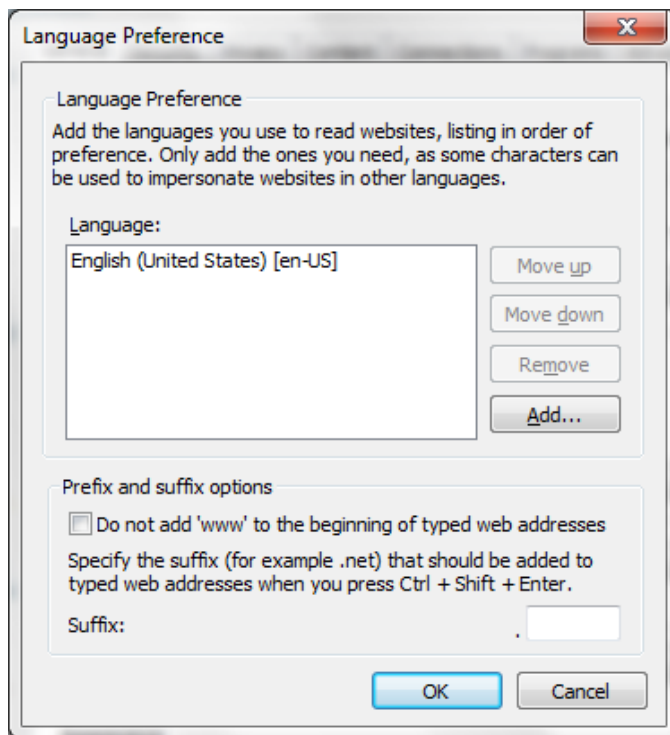 Language Preference
Language Preference
Add the languages you use to read websites, listing in order of
preference. Only add the ones you need, as some characters can
be used to impersonate websites in other languages.
Language:
English (United States) [en-US]
Move up
Move down
Remove
Add...
Prefix and suffix options
Do not add 'www' to the beginning of typed web addresses
Specify the suffix (for example .net) that should be added to
typed web addresses when you press Ctrl + Shift + Enter.
Suffix: .
OK Cancel